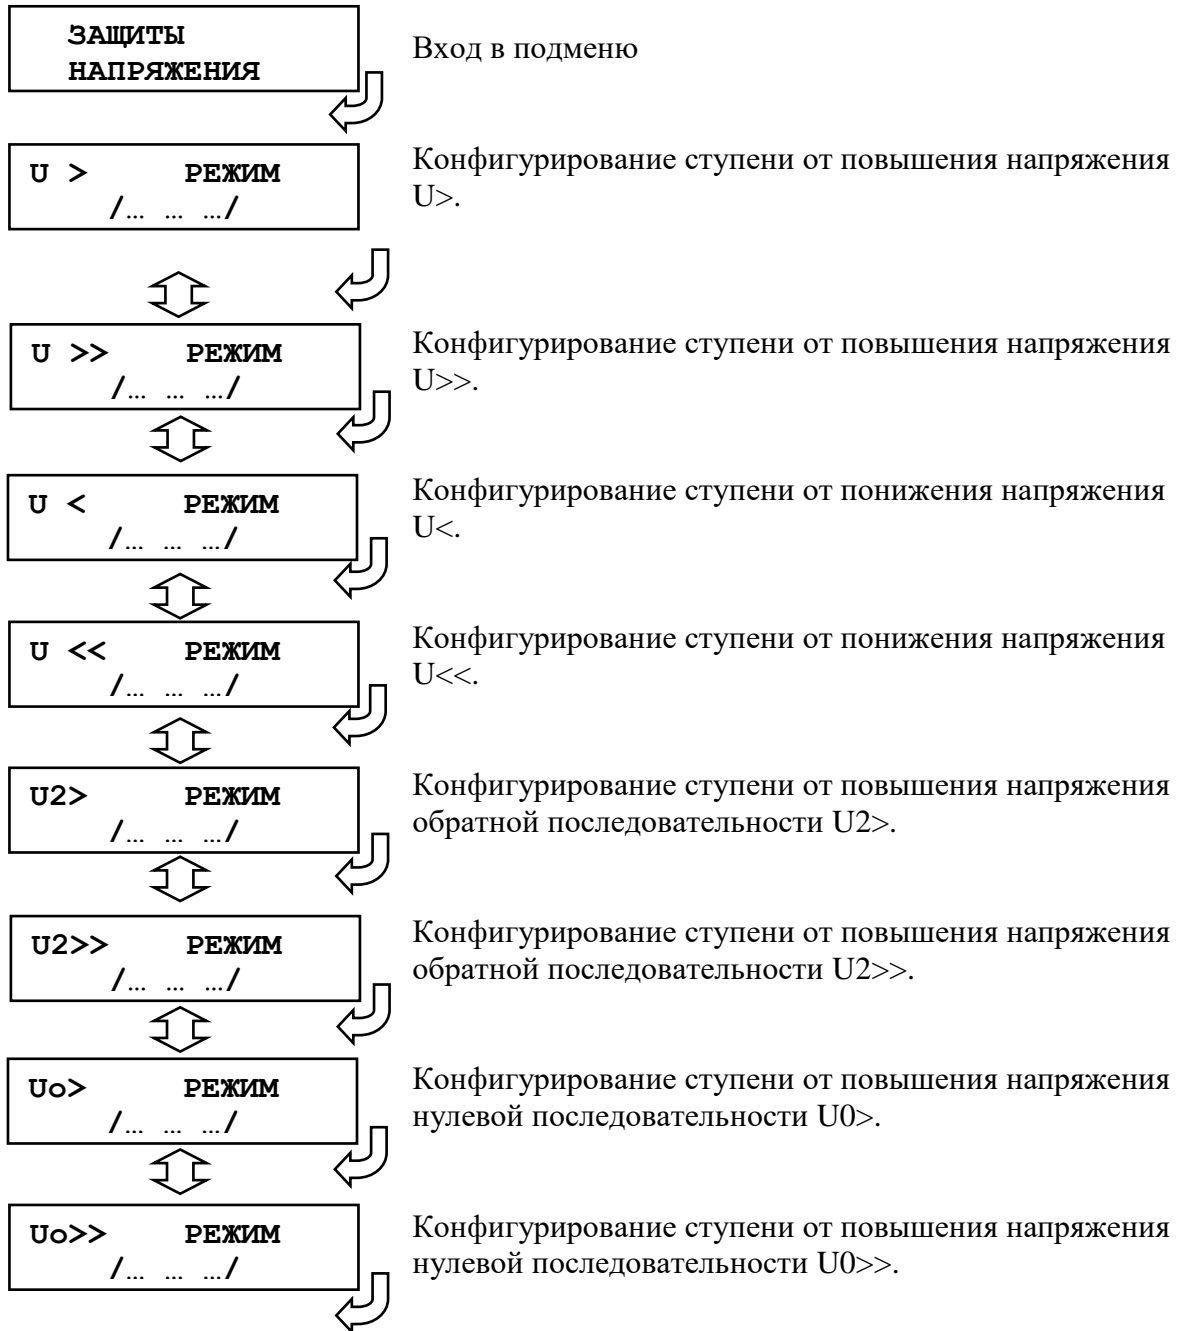 ЗАЩИТЫ
НАПРЯЖЕНИЯ
Вход в подменю
U > РЕЖИМ
/… … …/
Конфигурирование ступени от повышения напряжения
U>.
U >> РЕЖИМ
/… … …/
Конфигурирование ступени от повышения напряжения
U>>.
U < РЕЖИМ
/… … …/
Конфигурирование ступени от понижения напряжения
U<.
U << РЕЖИМ
/… … …/
Конфигурирование ступени от понижения напряжения
U<<.
U2> РЕЖИМ
/… … …/
Конфигурирование ступени от повышения напряжения
обратной последовательности U2>.
U2>> РЕЖИМ
/… … …/
Конфигурирование ступени от повышения напряжения
обратной последовательности U2>>.
Uo> РЕЖИМ
/… … …/
Конфигурирование ступени от повышения напряжения
нулевой последовательности U0>.
Uo>> РЕЖИМ
/… … …/
Конфигурирование ступени от повышения напряжения
нулевой последовательности U0>>.